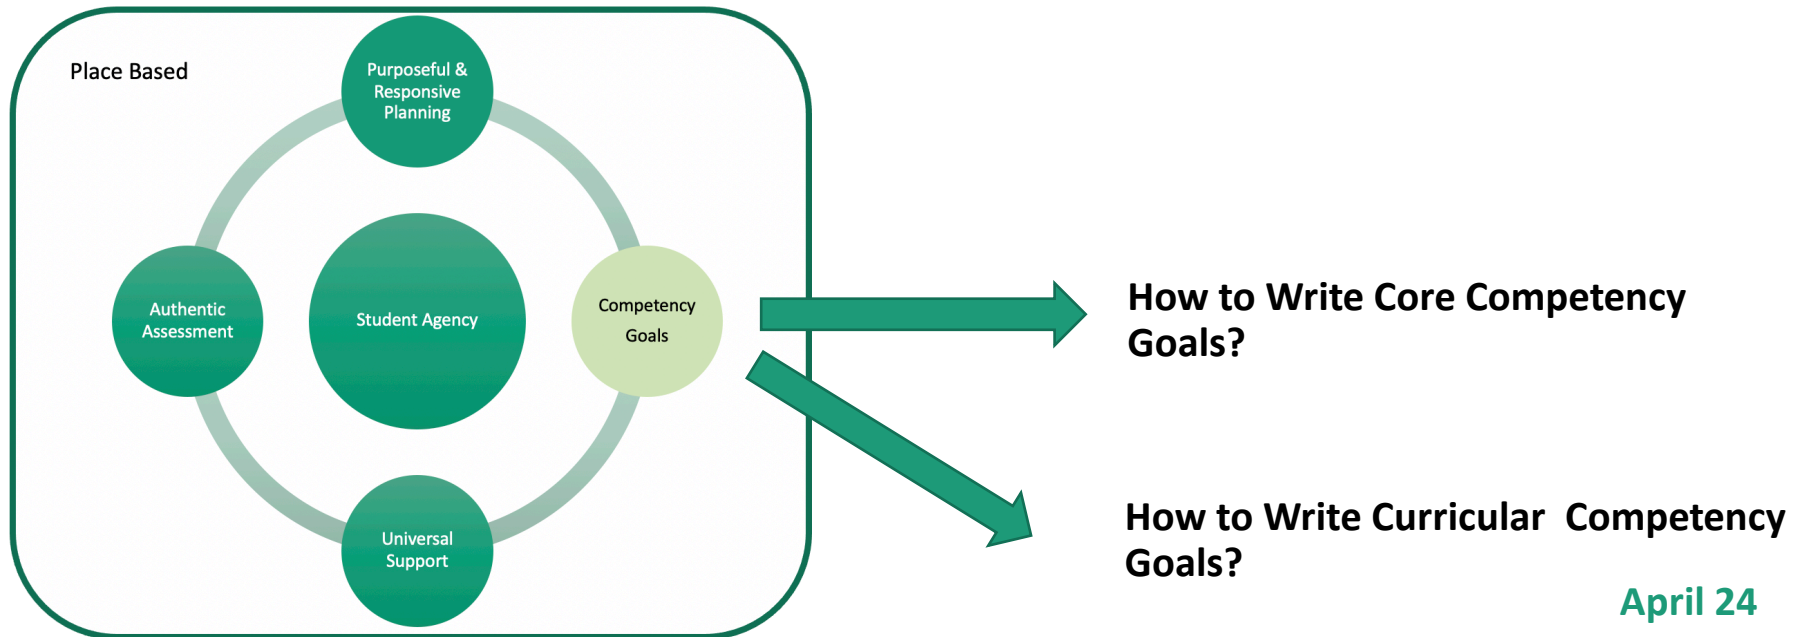 Place Based
Purposeful &
Responsive
Planning
Authentic
Assessment
Student Agency
Competency
Goals
Universal
Support
How to Write Core Competency
Goals?
How to Write Curricular  Competency
Goals?
April 24